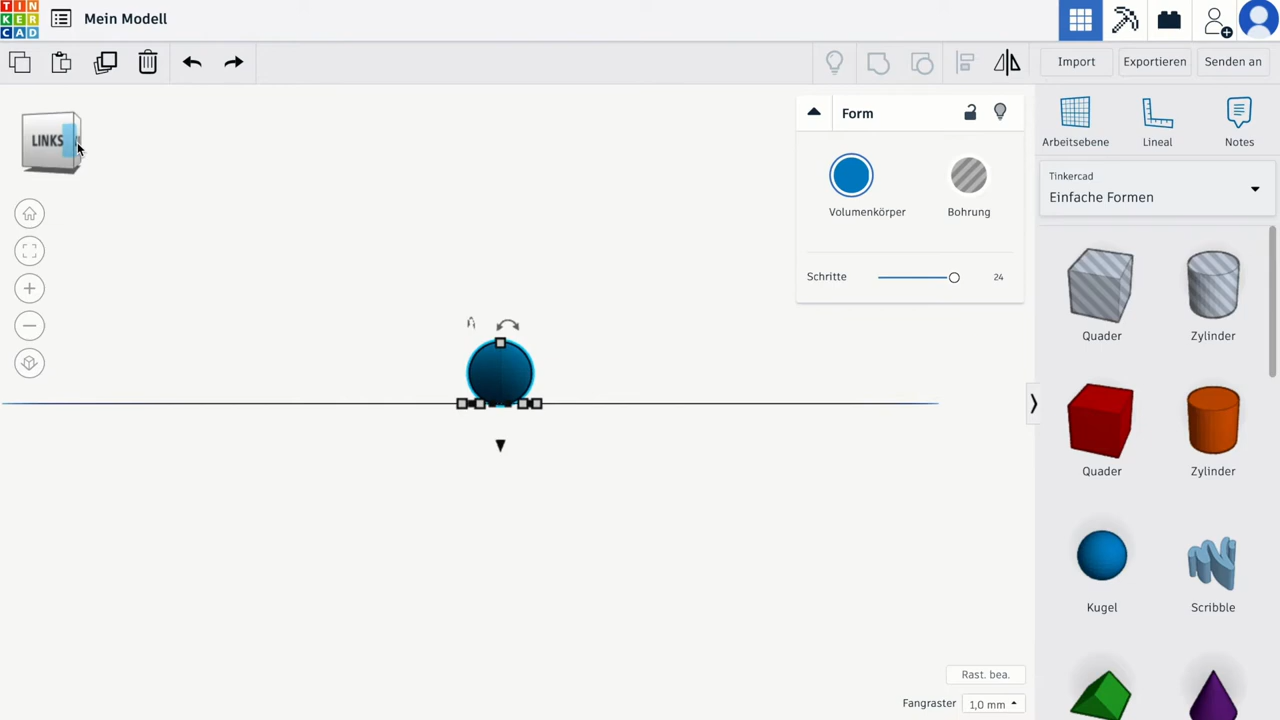 TIN
KER
CAD
Mein Modell
Import
Exportieren
Senden an
LINKS
Form
Volumenkörper
Bohrung
Schritte
24
Arbeitsebene
Lineal
Notes
Tinkercad
Einfache Formen
Quader
Zylinder
Quader
Zylinder
Kugel
Scribble
Rast. bea.
Fangraster
1,0 mm